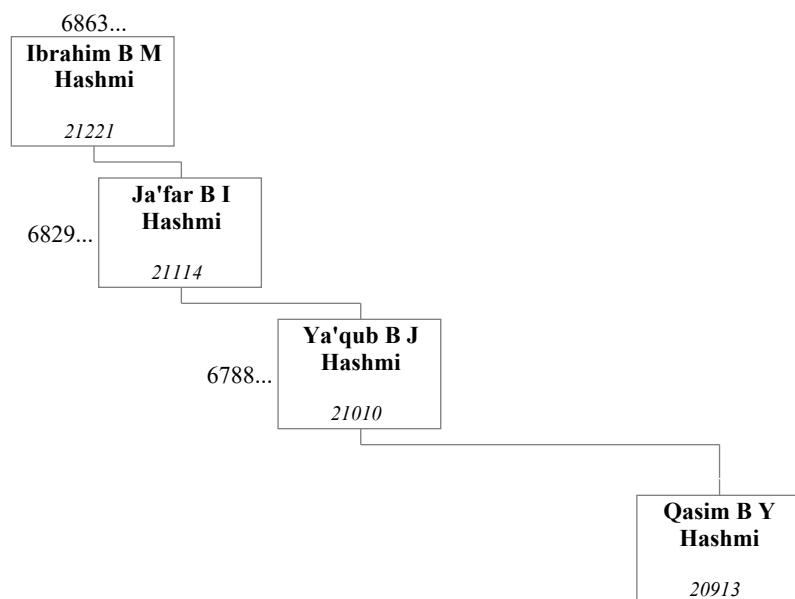 6863...
Ibrahim B M
Hashmi
21221
Ja'far B I
Hashmi
6829...
21114
Ya'qub B J
Hashmi
6788...
21010
Qasim B Y
Hashmi
20913